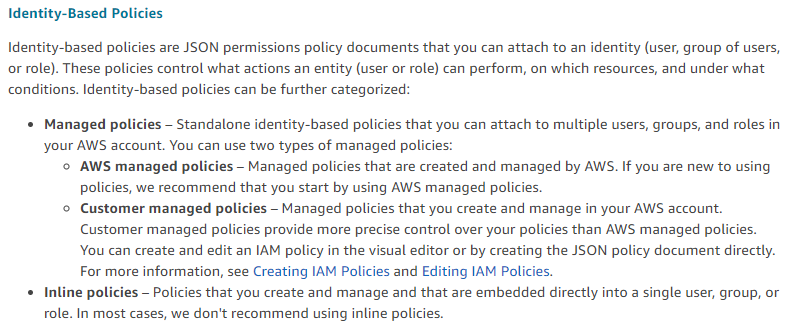 Identity-Based Policies
Identity-based policies are JSON permissions policy documents that you can attach to an identity (user, group of users,
or role). These policies control what actions an entity (user or role) can perform, on which resources, and under what
conditions. Identity-based policies can be further categorized:
• Managed policies – Standalone identity-based policies that you can attach to multiple users, groups, and roles in
your AWS account. You can use two types of managed policies:
◦ AWS managed policies – Managed policies that are created and managed by AWS. If you are new to using
policies, we recommend that you start by using AWS managed policies.
◦ Customer managed policies – Managed policies that you create and manage in your AWS account.
Customer managed policies provide more precise control over your policies than AWS managed policies.
You can create and edit an IAM policy in the visual editor or by creating the JSON policy document directly.
For more information, see Creating IAM Policies and Editing IAM Policies.
• Inline policies – Policies that you create and manage and that are embedded directly into a single user, group, or
role. In most cases, we don't recommend using inline policies.